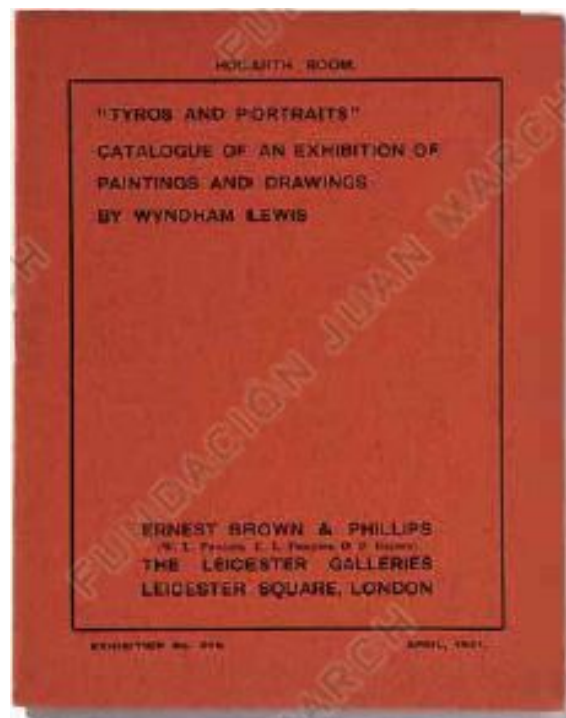 HOGARTH ROOM.
"TYROS AND PORTRAITS"
CATALOGUE OF AN EXHIBITION OF
PAINTINGS AND DRAWINGS
BY WYNDHAM LEWIS
ERNEST BROWN & PHILLIPS
THE LEICESTER GALLERIES
LEICESTER SQUARE, LONDON
EXHIBITION No.
APRIL, 1921.
FUNDACIÓN JUAN MARCH